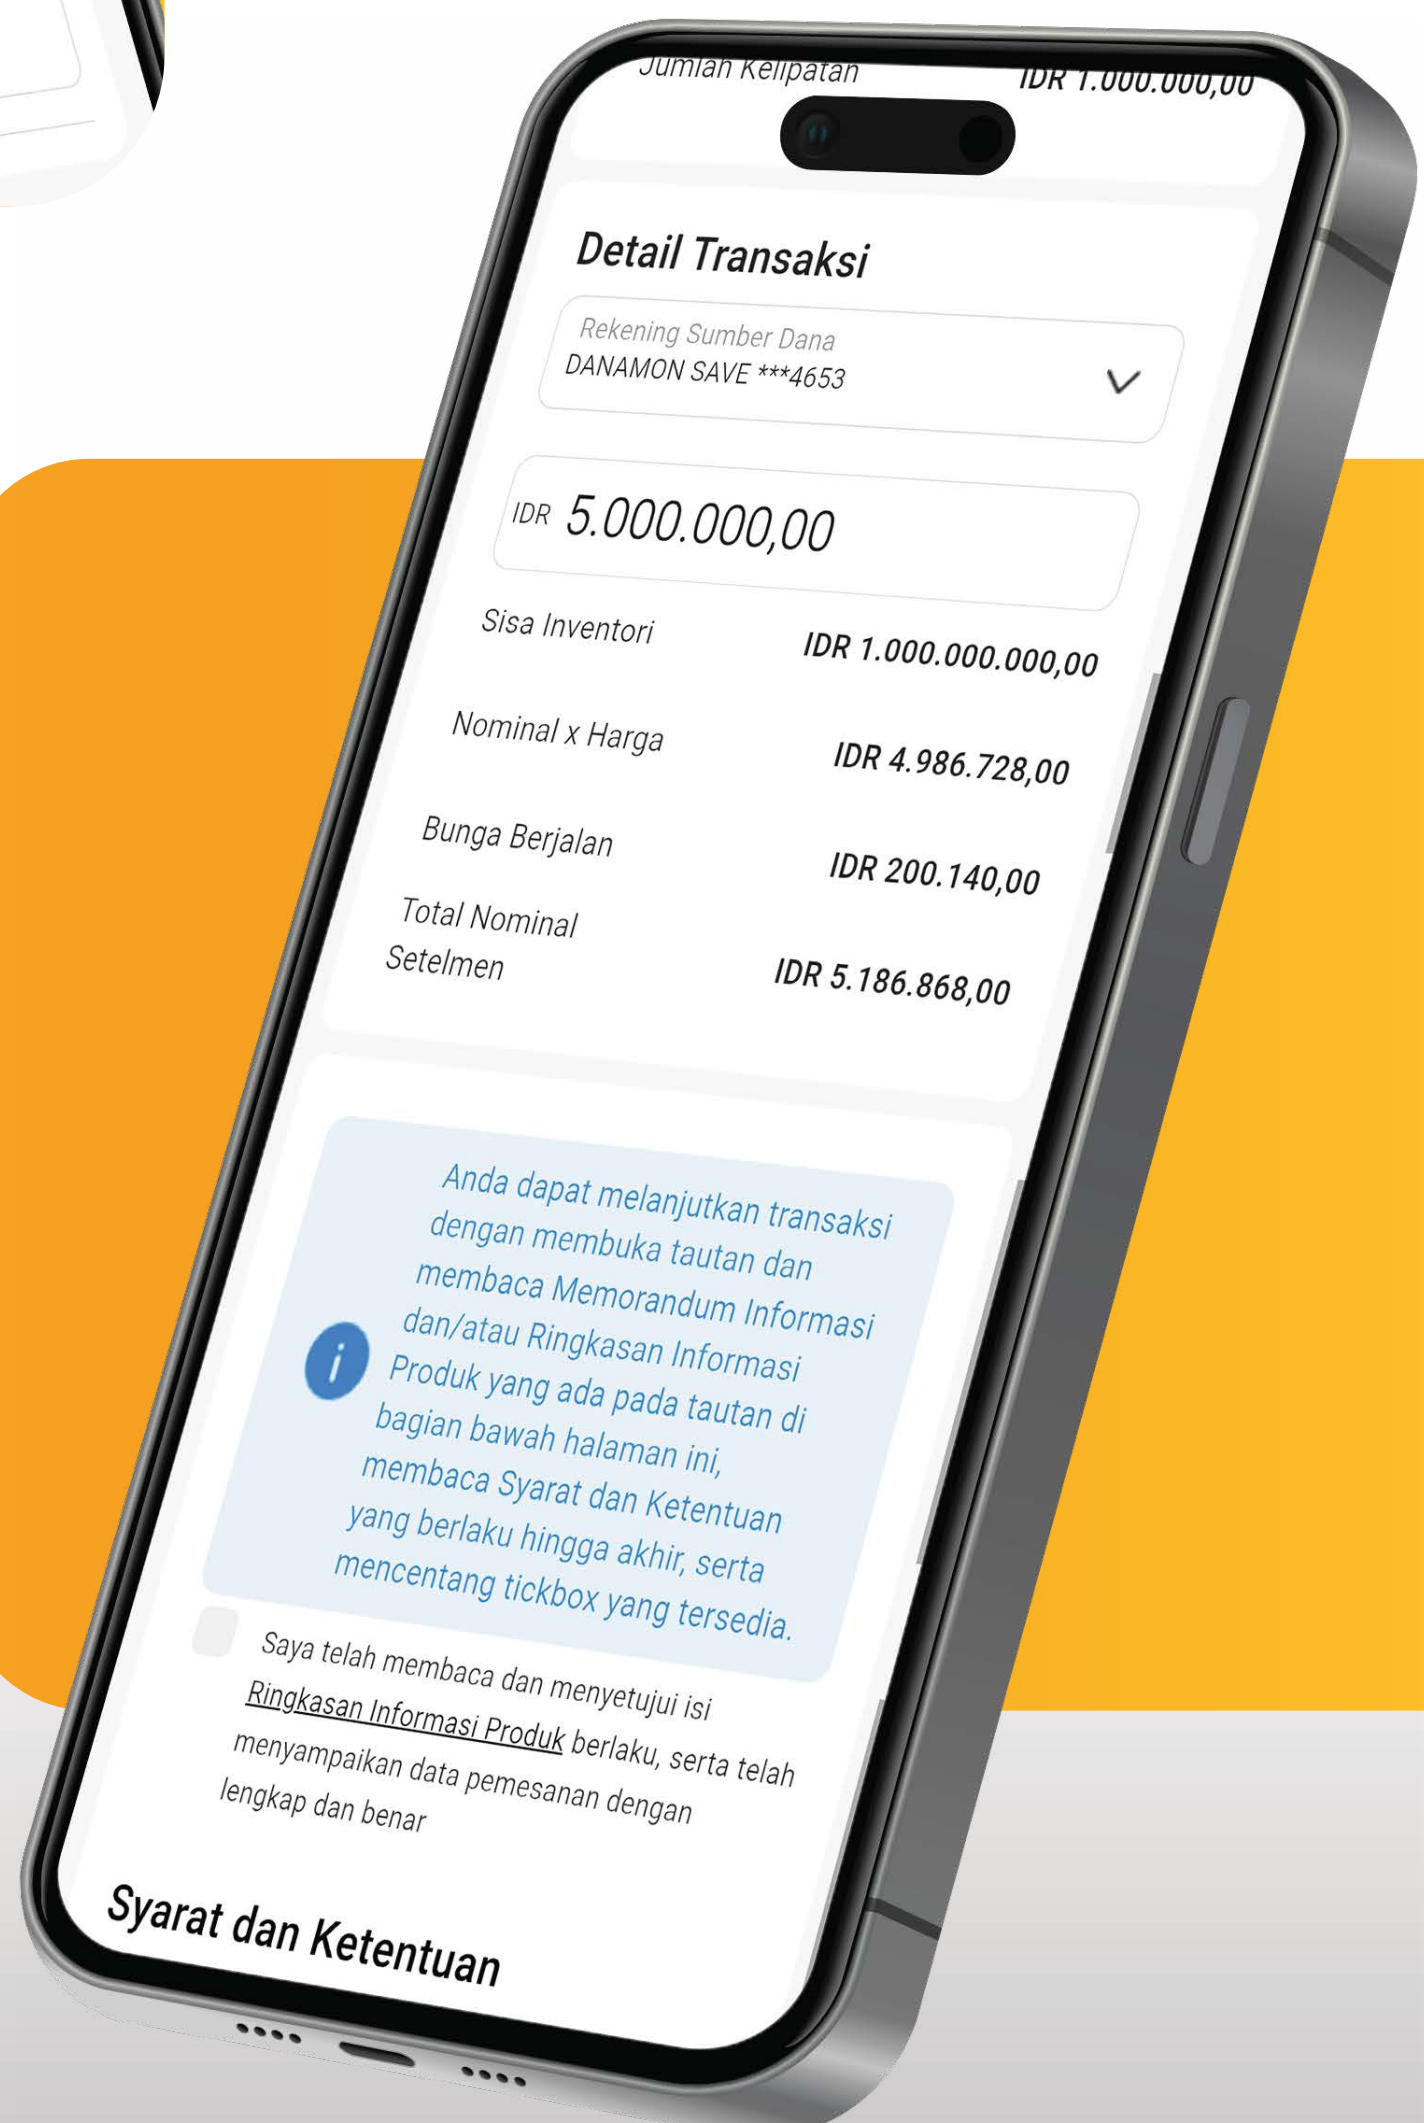 Jumlah Kelipatan IDR 1.000.000,00
Detail Transaksi
Rekening Sumber Dana
DANAMON SAVE ***4653
IDR 5.000.000,00
Sisa Inventori IDR 1.000.000.000,00
Nominal x Harga IDR 4.986.728,00
Bunga Berjalan IDR 200.140,00
Total Nominal
Setelmen IDR 5.186.868,00
Anda dapat melanjutkan transaksi
dengan membuka tautan dan
membaca Memorandum Informasi
dan/atau Ringkasan Informasi
Produk yang ada pada tautan di
bagian bawah halaman ini,
membaca Syarat dan Ketentuan
yang berlaku hingga akhir, serta
mencentang tickbox yang tersedia.
Saya telah membaca dan menyetujui isi
Ringkasan Informasi Produk berlaku, serta telah
menyampaikan data pemesanan dengan
lengkap dan benar
Syarat dan Ketentuan